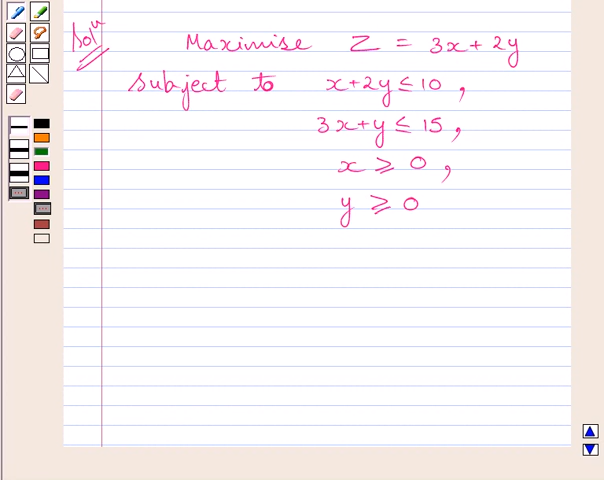 Solⁿ Maximise Z = 3x + 2y
subject to x + 2y ≤ 10,
3x + y ≤ 15,
x ≥ 0,
y ≥ 0